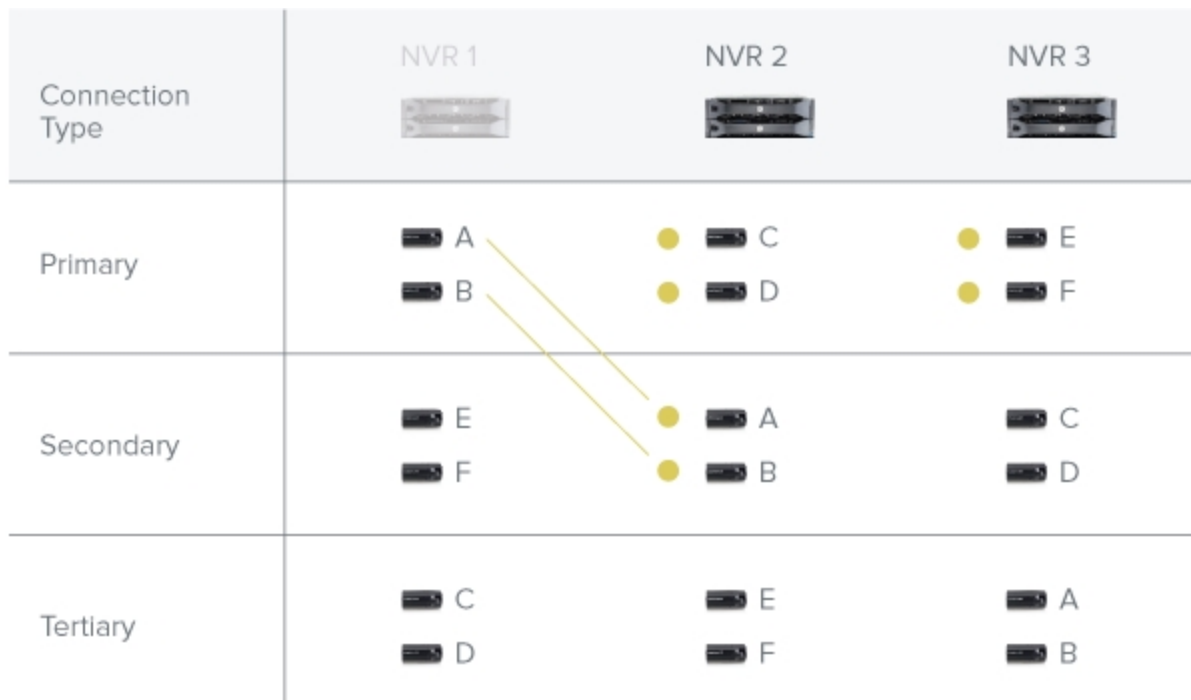 NVR 1 NVR 2 NVR 3
Connection
Type
Primary
A C E
B D F
Secondary
E A C
F B D
Tertiary
C E A
D F B